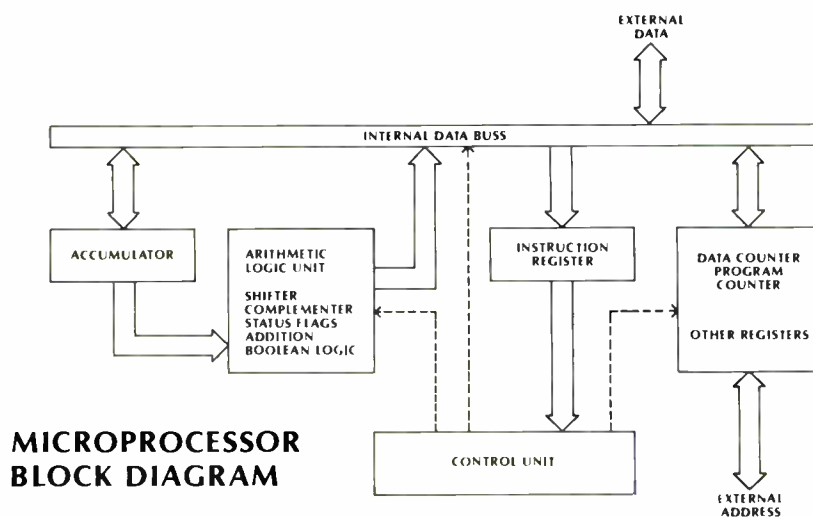 EXTERNAL
DATA
INTERNAL DATA BUSS
ACCUMULATOR
ARITHMETIC
LOGIC UNIT
SHIFTER
COMPLEMENTER
STATUS FLAGS
ADDITION
BOOLEAN LOGIC
INSTRUCTION
REGISTER
DATA COUNTER
PROGRAM
COUNTER
OTHER REGISTERS
CONTROL UNIT
MICROPROCESSOR
BLOCK DIAGRAM
EXTERNAL
ADDRESS